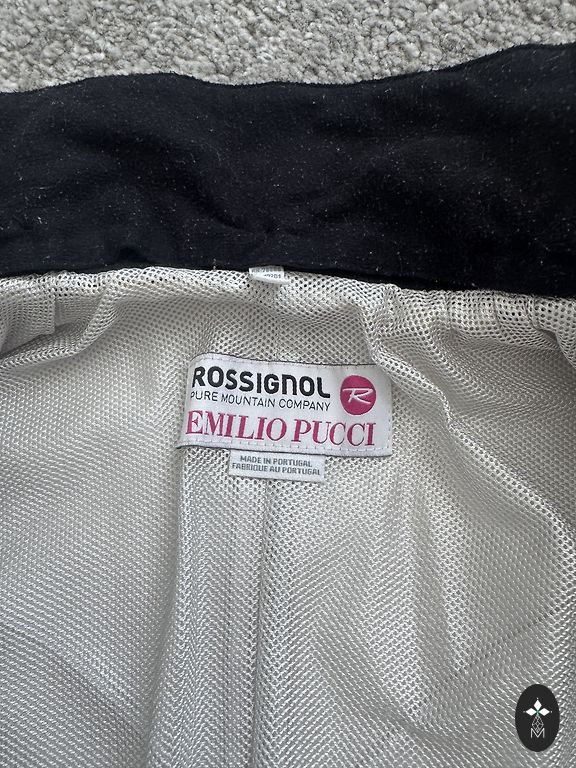 ROSSIGNOL
PURE MOUNTAIN COMPANY
R
EMILIO PUCCI
MADE IN PORTUGAL
FABRIQUE AU PORTUGAL
M